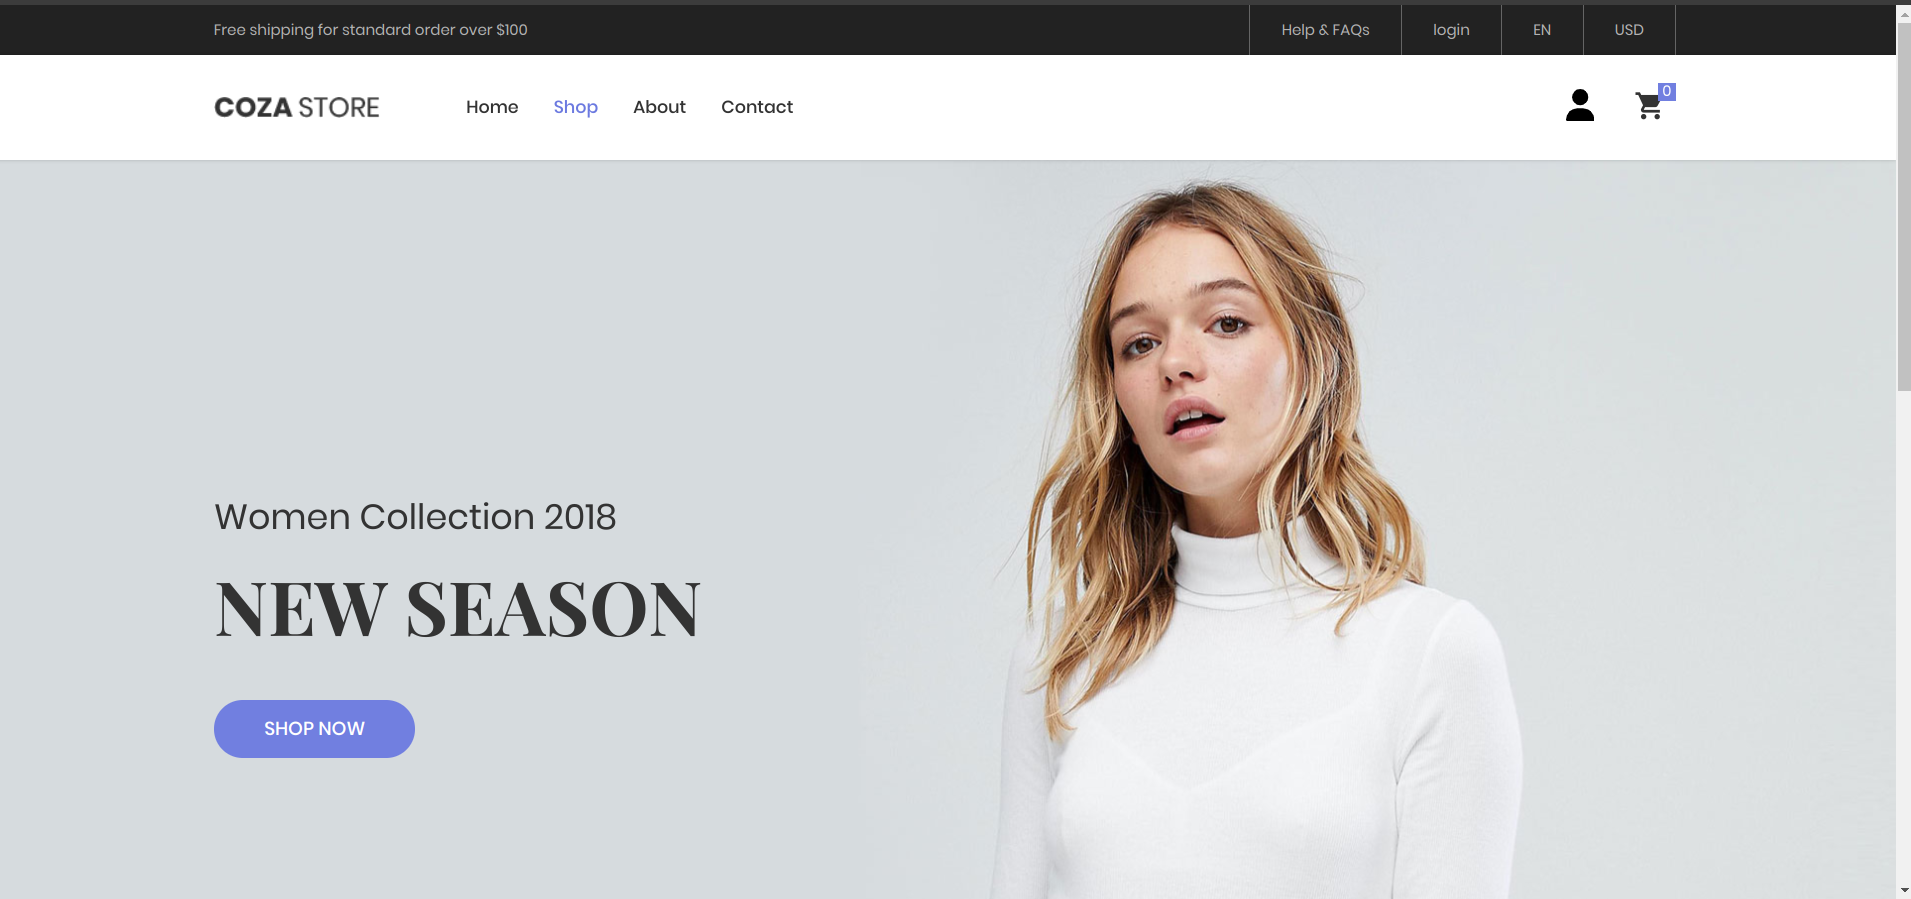 Free shipping for standard order over $100
Help & FAQs
login
EN
USD
COZA STORE
Home
Shop
About
Contact
0
Women Collection 2018
NEW SEASON
SHOP NOW